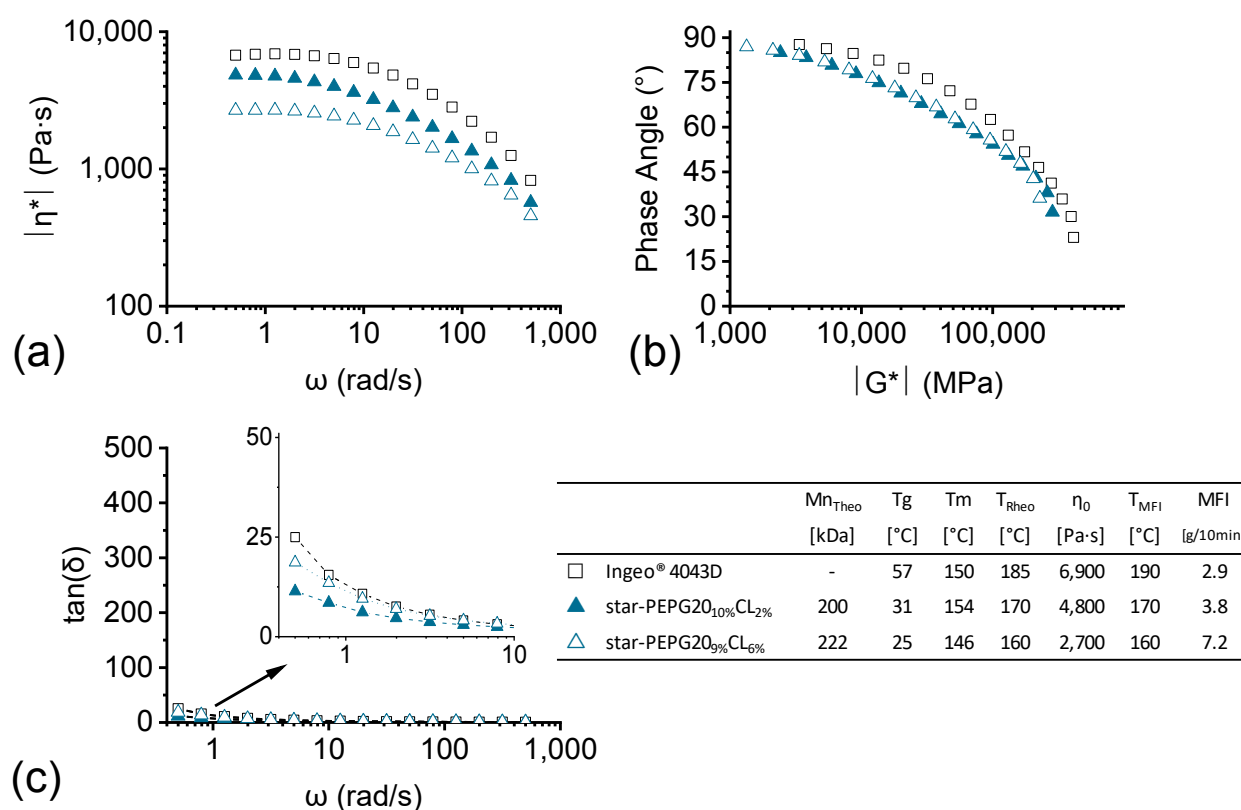 10,000
1,000
100
|η*| (Pa·s)
0.1 1 10 100 1,000
ω (rad/s)
(a)
90
75
60
45
30
15
0
Phase Angle (°)
1,000 10,000 100,000
|G*| (MPa)
(b)
500
400
300
200
100
0
tan(δ)
50
25
0
1 10
1 10 100 1,000
ω (rad/s)
(c)
Mn_Theo Tg Tm T_Rheo η₀ T_MFI MFI
[kDa] [°C] [°C] [°C] [Pa·s] [°C] [g/10min
Ingeo® 4043D - 57 150 185 6,900 190 2.9
star-PEPG20_10%CL_2% 200 31 154 170 4,800 170 3.8
star-PEPG20_9%CL_6% 222 25 146 160 2,700 160 7.2